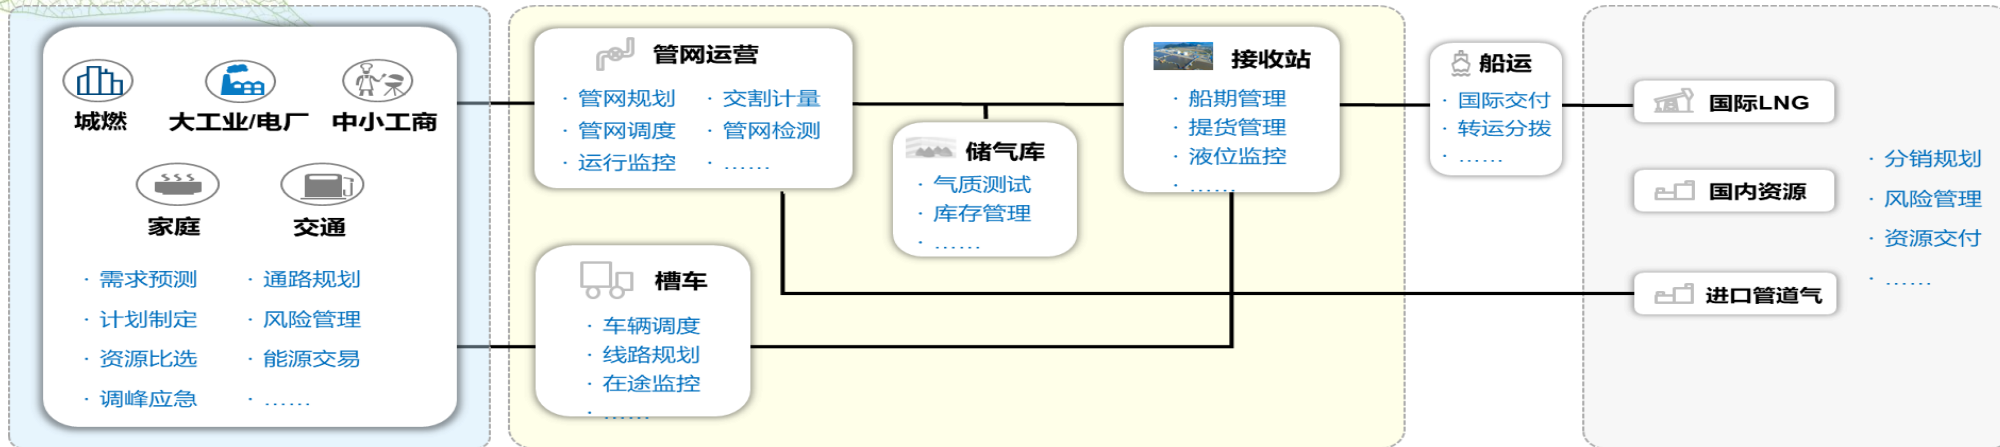 城燃
大工业/电厂
中小工商
家庭
交通
· 需求预测
· 计划制定
· 资源比选
· 调峰应急
· 通路规划
· 风险管理
· 能源交易
· ……
管网运营
· 管网规划
· 管网调度
· 运行监控
· 交割计量
· 管网检测
· ……
槽车
· 车辆调度
· 线路规划
· 在途监控
· ……
储气库
· 气质测试
· 库存管理
· ……
接收站
· 船期管理
· 提货管理
· 液位监控
· ……
船运
· 国际交付
· 转运分拨
· ……
国际LNG
国内资源
进口管道气
· 分销规划
· 风险管理
· 资源交付
· ……